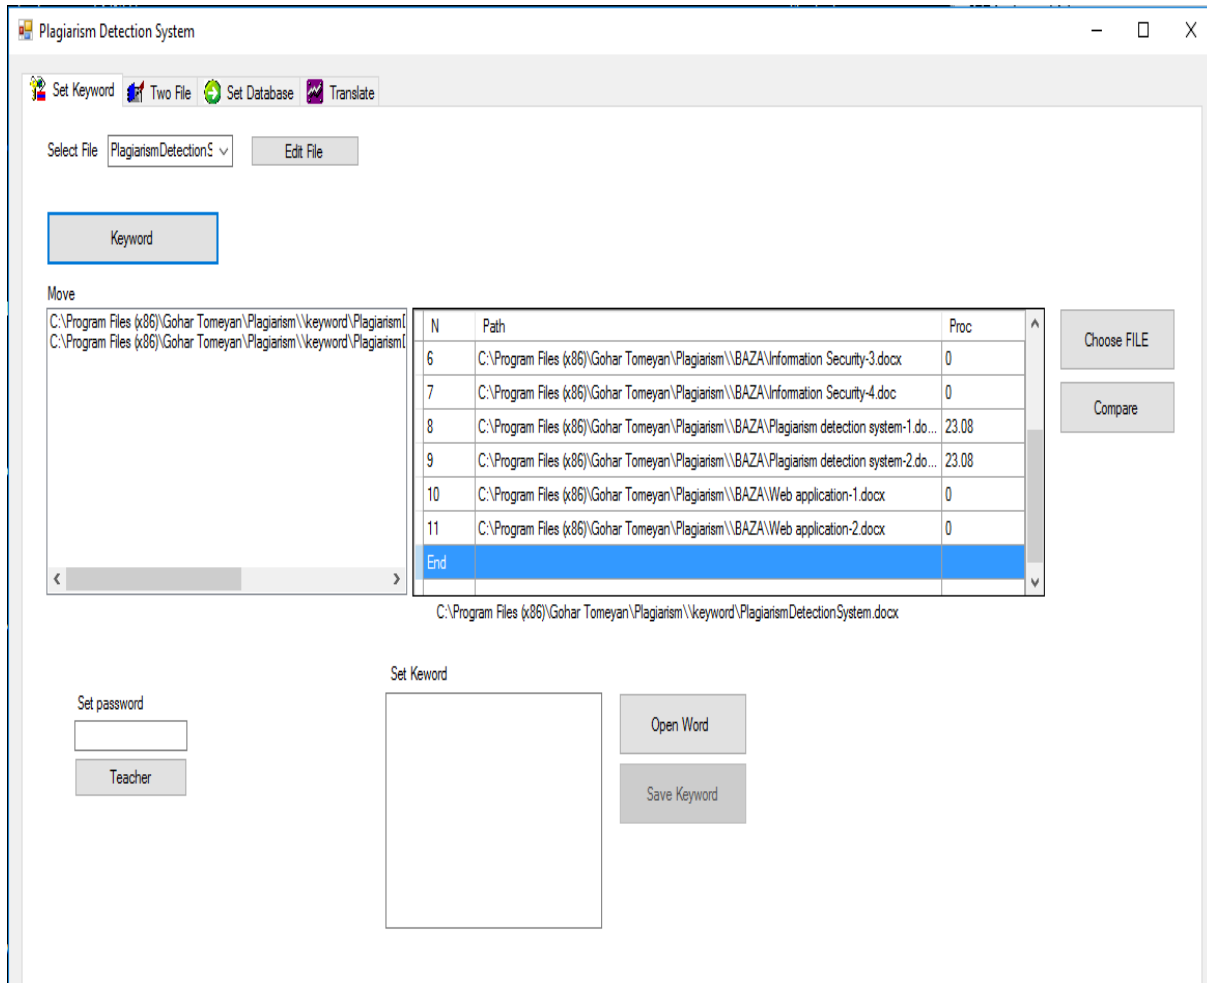 Plagiarism Detection System
Set Keyword Two File Set Database Translate
Select File PlagiarismDetectionS Edit File
Keyword
Move
C:\Program Files (x86)\Gohar Tomeyan\Plagiarism\\keyword\Plagiarism
C:\Program Files (x86)\Gohar Tomeyan\Plagiarism\\keyword\Plagiarism
N Path Proc
6 C:\Program Files (x86)\Gohar Tomeyan\Plagiarism\\BAZA\Information Security-3.docx 0
7 C:\Program Files (x86)\Gohar Tomeyan\Plagiarism\\BAZA\Information Security-4.doc 0
8 C:\Program Files (x86)\Gohar Tomeyan\Plagiarism\\BAZA\Plagiarism detection system-1.do... 23.08
9 C:\Program Files (x86)\Gohar Tomeyan\Plagiarism\\BAZA\Plagiarism detection system-2.do... 23.08
10 C:\Program Files (x86)\Gohar Tomeyan\Plagiarism\\BAZA\Web application-1.docx 0
11 C:\Program Files (x86)\Gohar Tomeyan\Plagiarism\\BAZA\Web application-2.docx 0
End
Choose FILE
Compare
C:\Program Files (x86)\Gohar Tomeyan\Plagiarism\\keyword\PlagiarismDetectionSystem.docx
Set password
Teacher
Set Keword
Open Word
Save Keyword